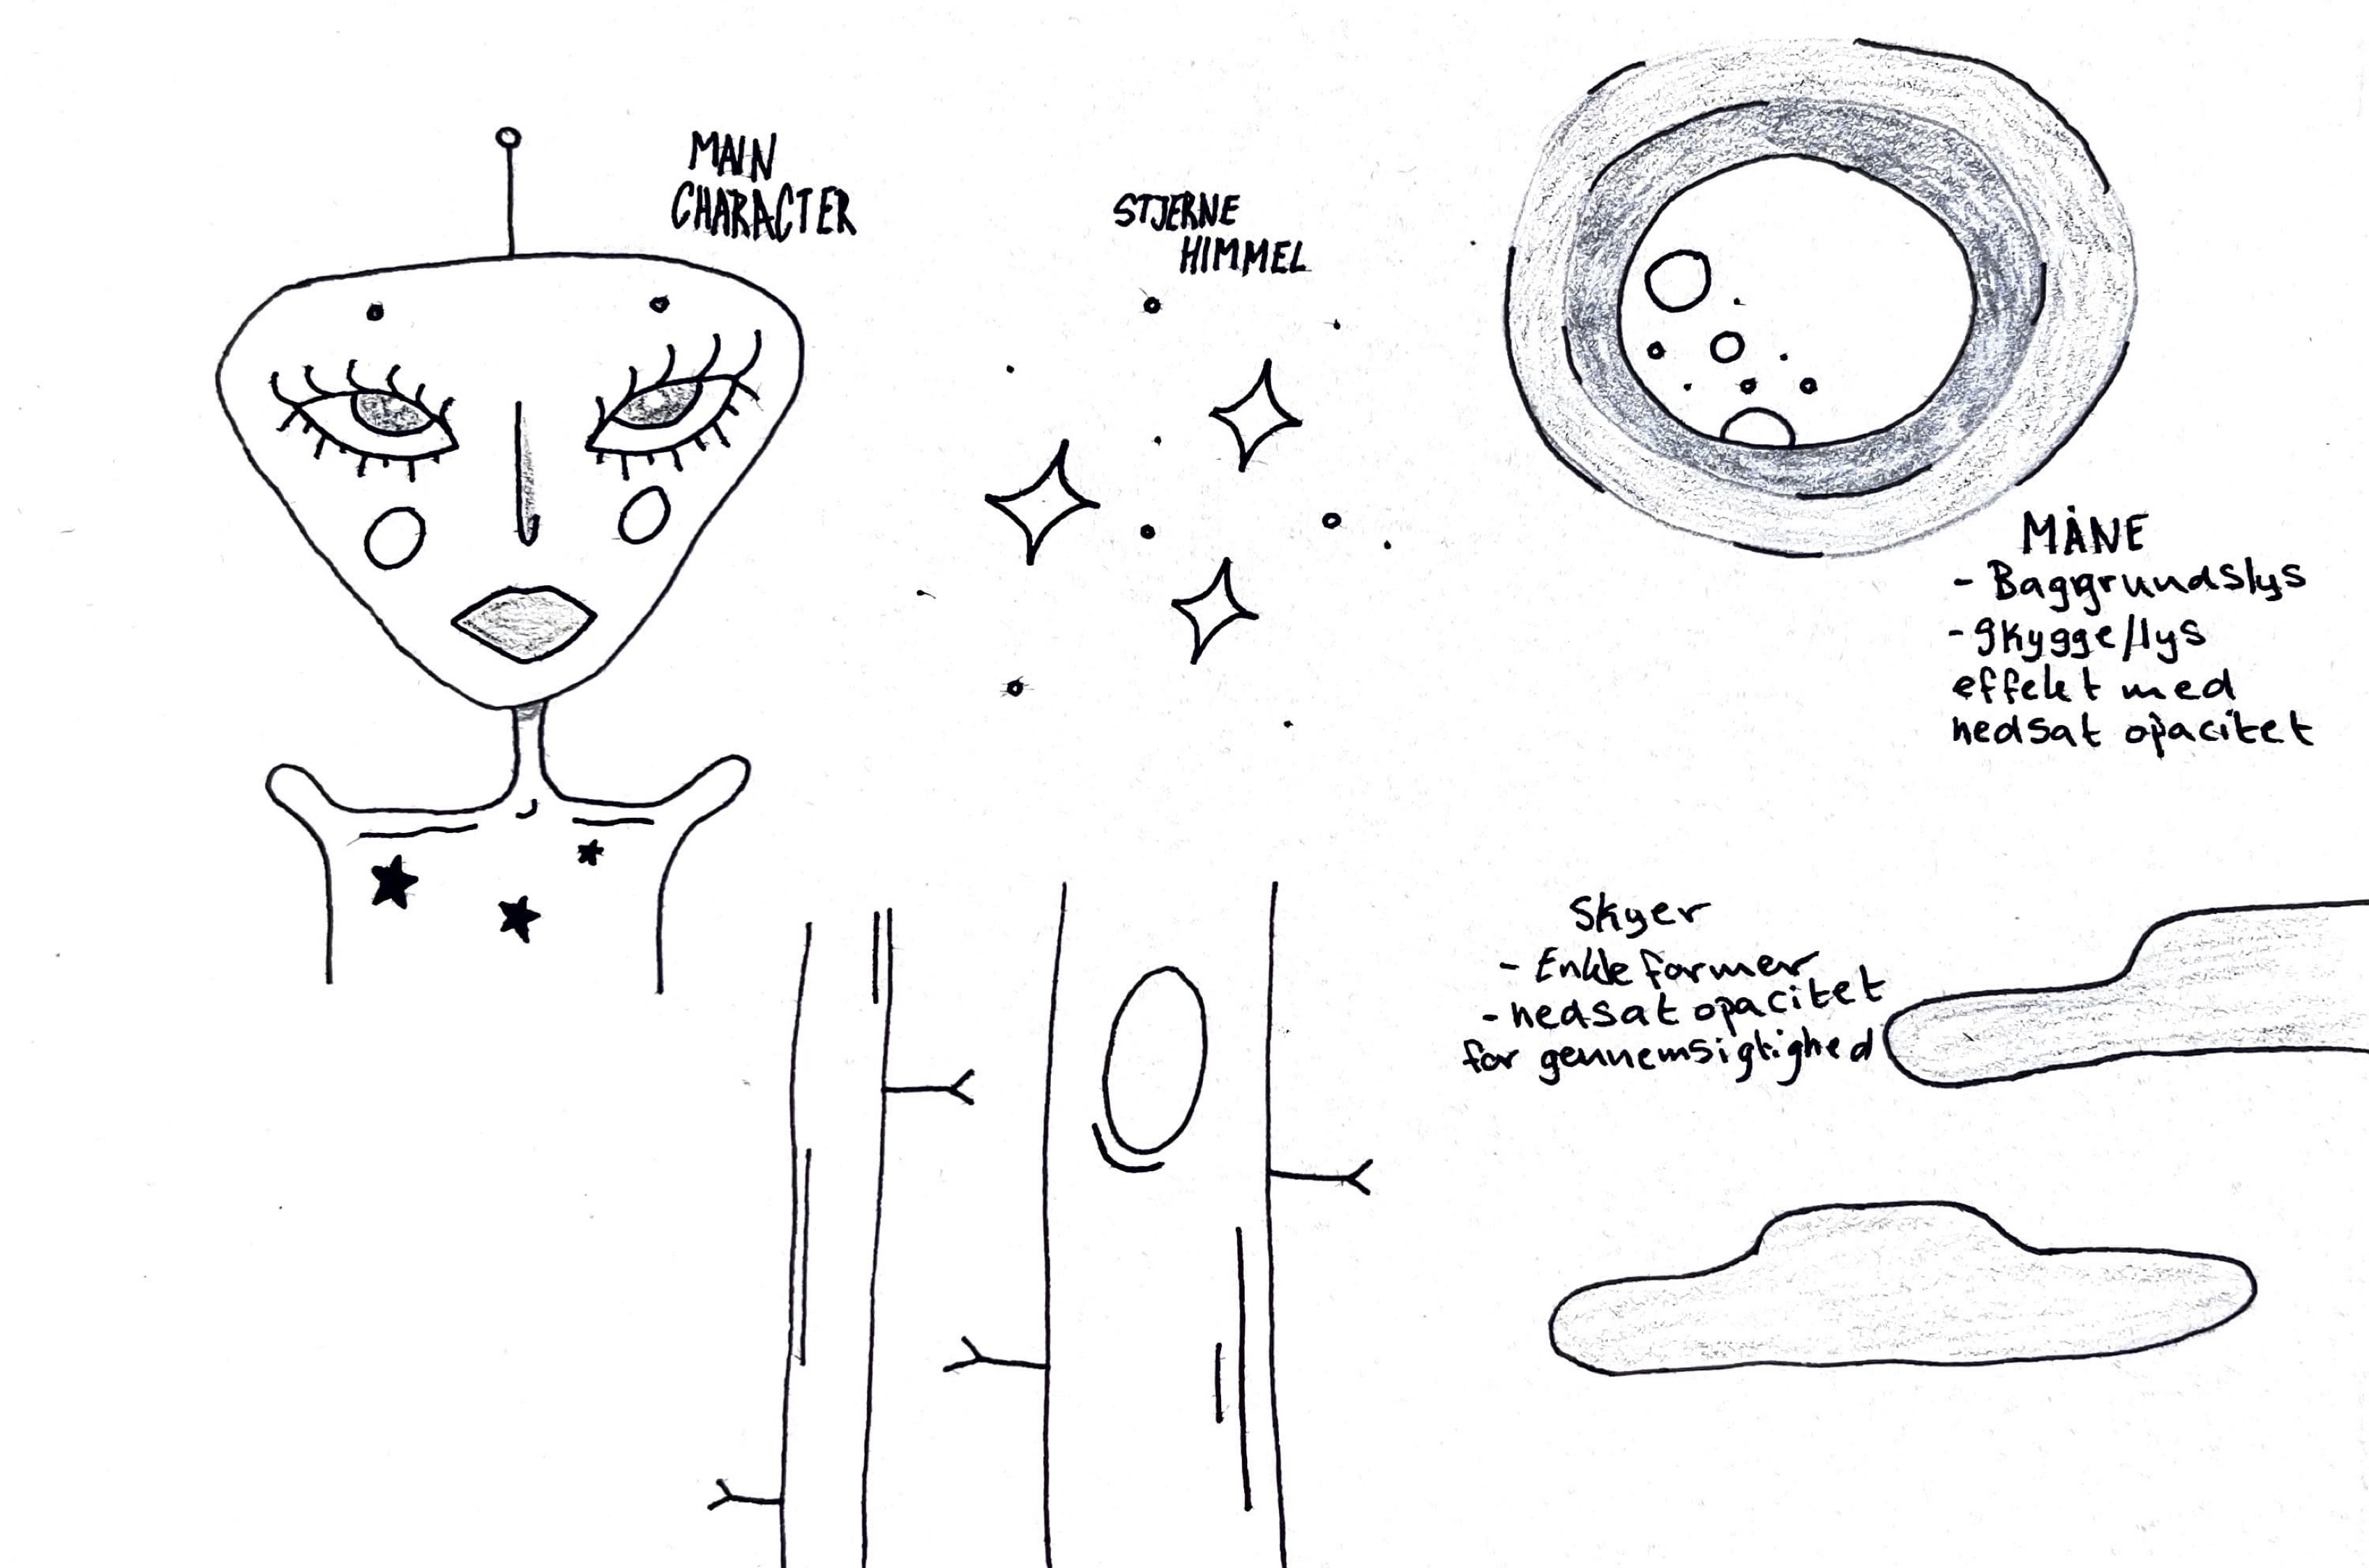 MAIN
CHARACTER
STJERNE
HIMMEL
MÅNE
- Baggrundslys
- Skygge/lys
effekt med
nedsat opacitet
Skyer
- Enkle former
- nedsat opacitet
for gennemsigtighed